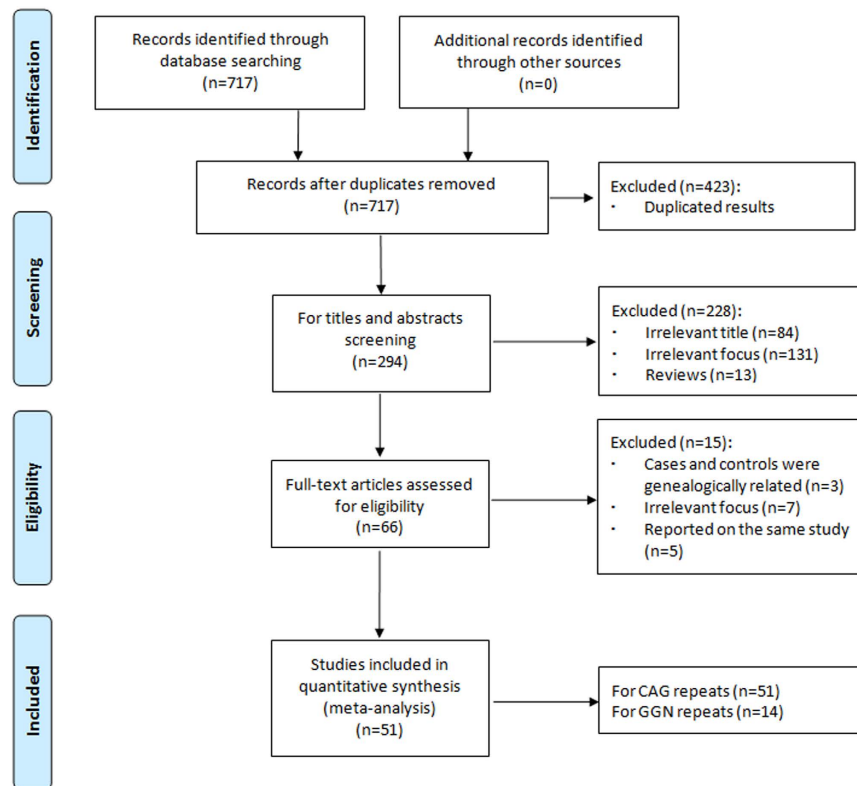 Identification
Records identified through
database searching
(n=717)
Additional records identified
through other sources
(n=0)
Records after duplicates removed
(n=717)
Excluded (n=423):
· Duplicated results
Screening
For titles and abstracts
screening
(n=294)
Excluded (n=228):
· Irrelevant title (n=84)
· Irrelevant focus (n=131)
· Reviews (n=13)
Eligibility
Full-text articles assessed
for eligibility
(n=66)
Excluded (n=15):
· Cases and controls were
genealogically related (n=3)
· Irrelevant focus (n=7)
· Reported on the same study
(n=5)
Included
Studies included in
quantitative synthesis
(meta-analysis)
(n=51)
For CAG repeats (n=51)
For GGN repeats (n=14)